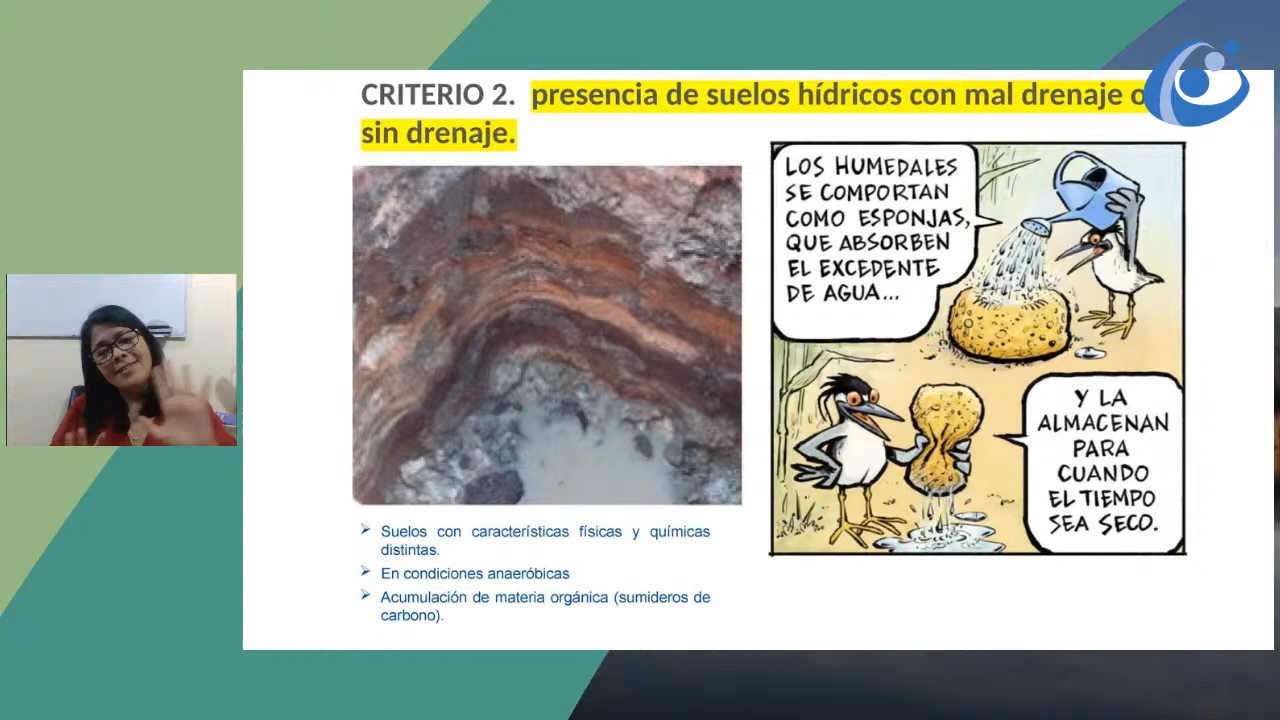 CRITERIO 2. presencia de suelos hídricos con mal drenaje o
sin drenaje.
LOS HUMEDALES
SE COMPORTAN
COMO ESPONJAS,
QUE ABSORBEN
EL EXCEDENTE
DE AGUA...
Y LA
ALMACENAN
PARA
CUANDO
EL TIEMPO
SEA SECO.
➢ Suelos con características físicas y químicas
distintas.
➢ En condiciones anaeróbicas
➢ Acumulación de materia orgánica (sumideros de
carbono).